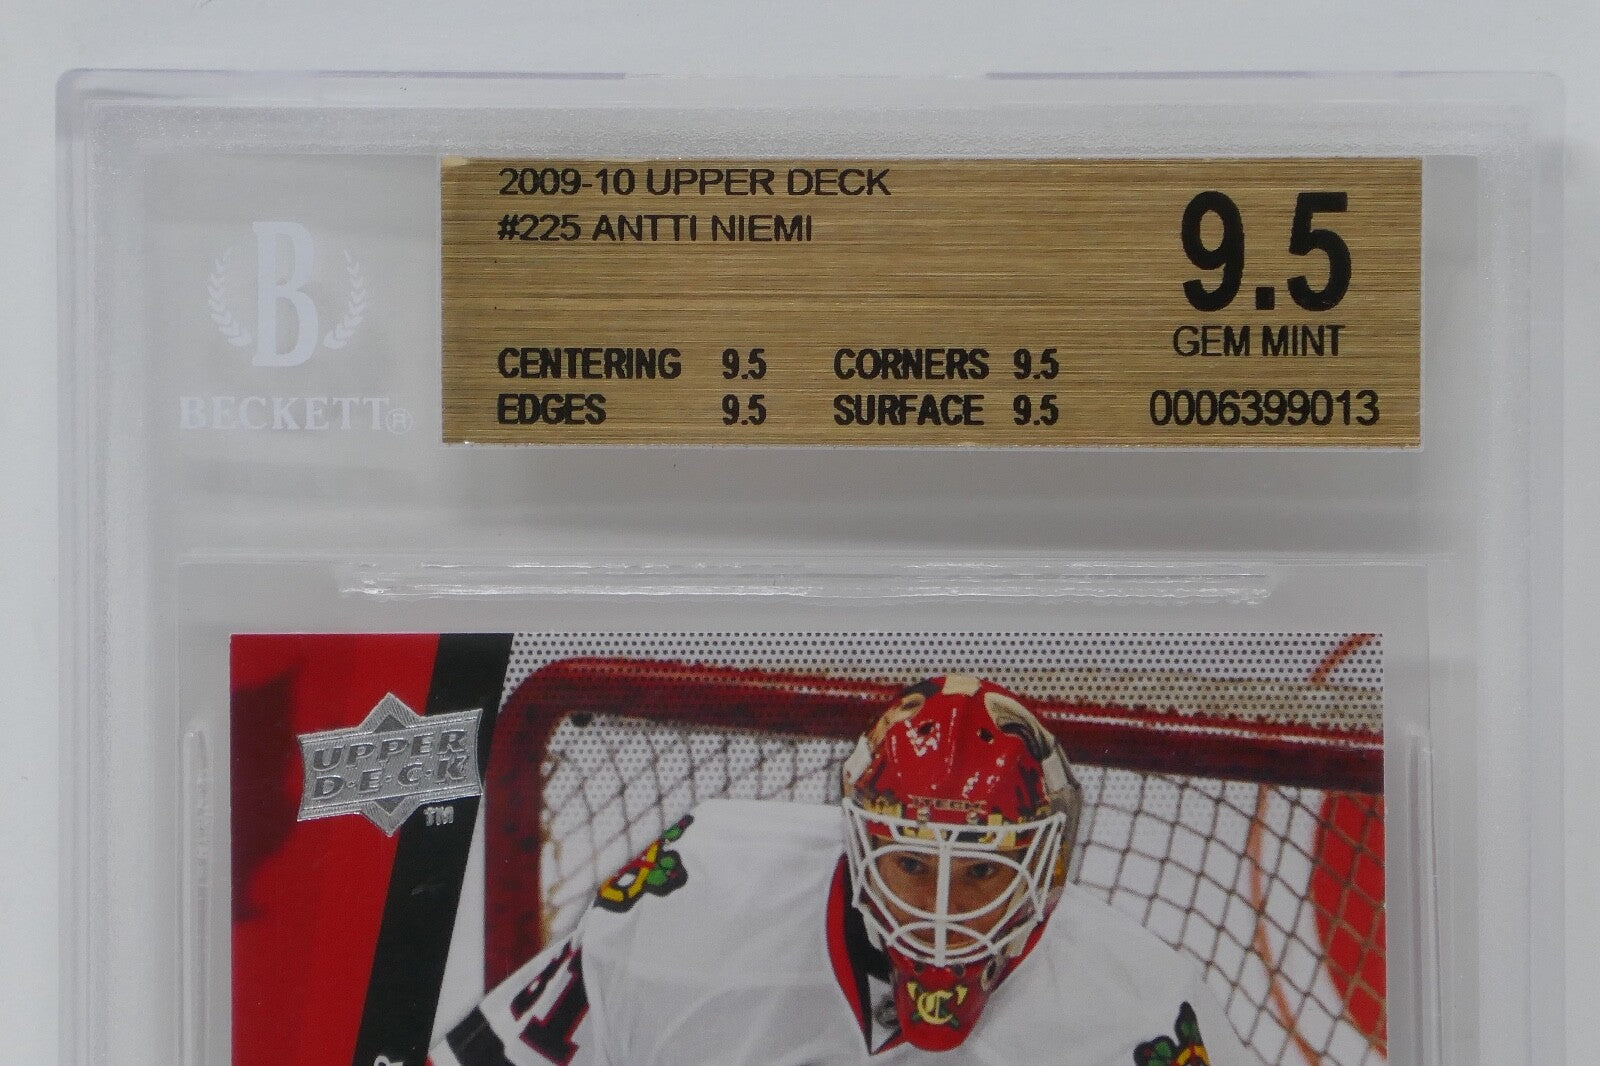 2009-10 UPPER DECK
#225 ANTTI NIEMI
9.5
GEM MINT
CENTERING 9.5 CORNERS 9.5
EDGES 9.5 SURFACE 9.5
0006399013
B
BECKETT®
UPPER
D·E·C·K
TM
C
R